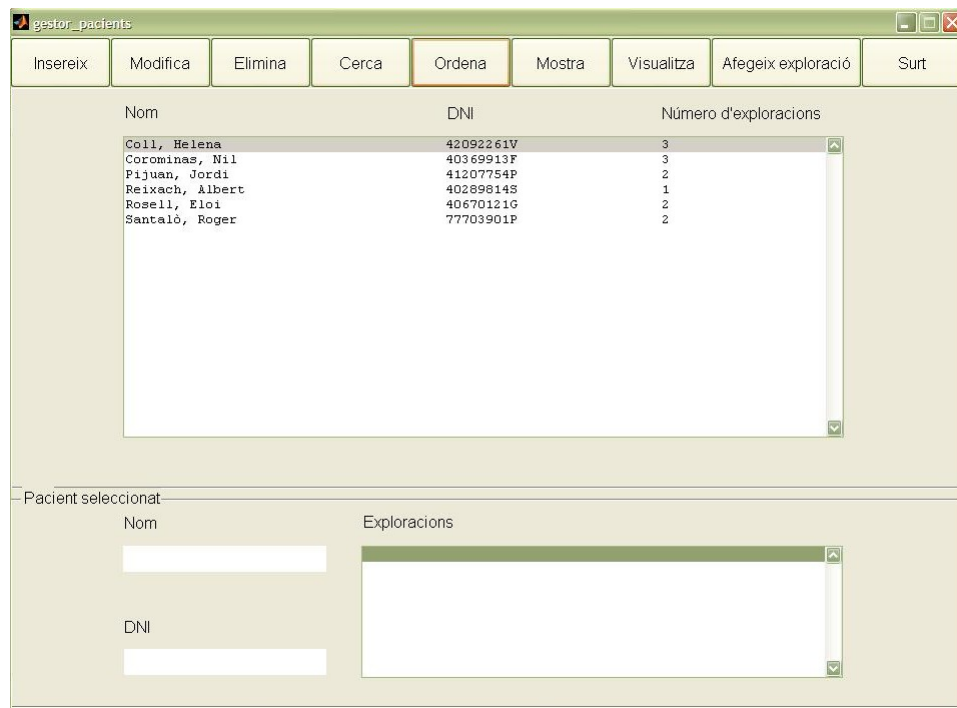 gestor_pacients
Insereix Modifica Elimina Cerca Ordena Mostra Visualitza Afegeix exploració Surt
Nom DNI Número d'exploracions
Coll, Helena 42092261V 3
Corominas, Nil 40369913F 3
Pijuan, Jordi 41207754P 2
Reixach, Albert 40289814S 1
Rosell, Eloi 40670121G 2
Santalò, Roger 77703901P 2
Pacient seleccionat
Nom Exploracions
DNI